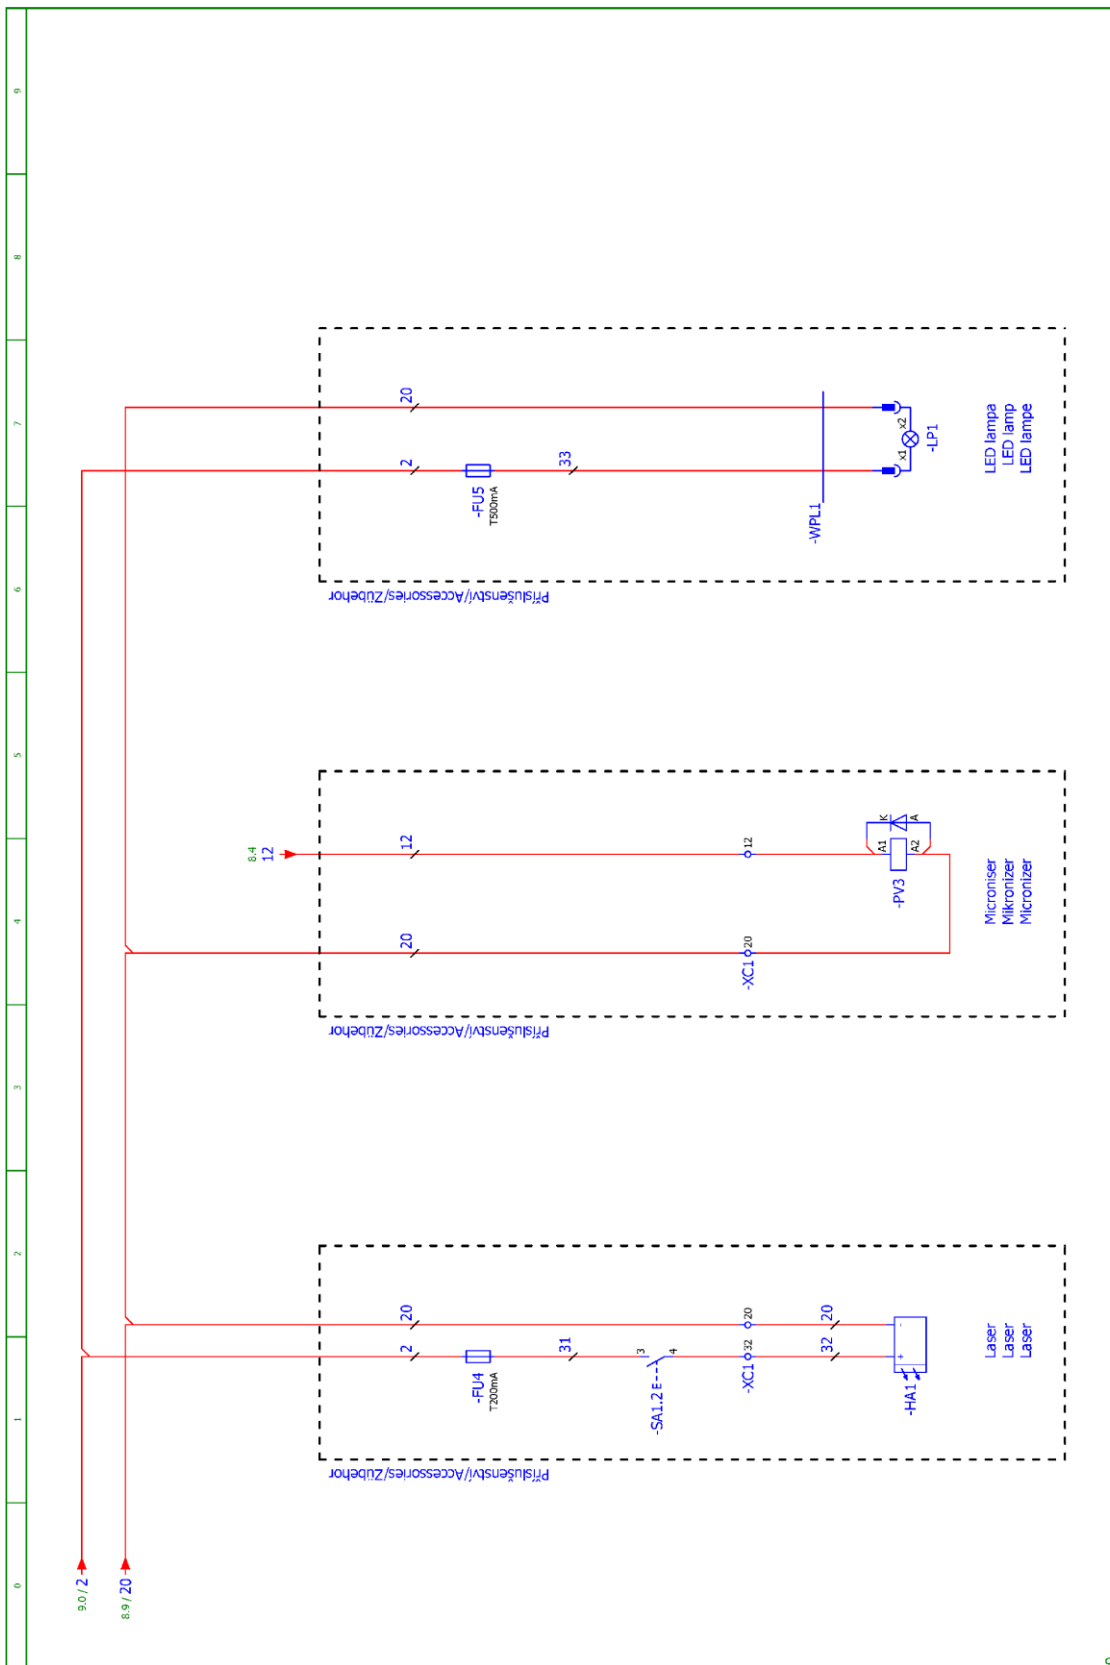 0
1
2
3
4
5
6
7
8
9
9.0 / 2
8.9 / 20
Příslušenství/Accessories/Zübehor
2
20
-FU4
T200mA
31
-SA1.2
3
4
-XC1
32
20
32
20
-HA1
+
-
Laser
Laser
Laser
Příslušenství/Accessories/Zübehor
8.4
12
20
12
-XC1
20
12
-PV3
A1
A2
K
A
Microniser
Mikronizer
Micronizer
Příslušenství/Accessories/Zübehor
2
20
-FU5
T500mA
33
-WPL1
x1
x2
-LP1
LED lampa
LED lamp
LED lampe